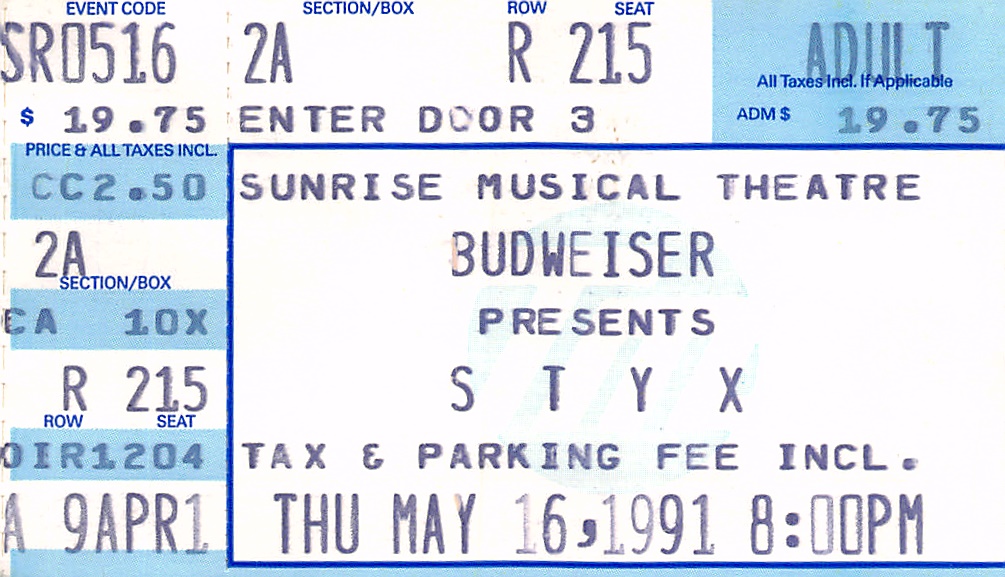 EVENT CODE SECTION/BOX ROW SEAT
SRO516 2A R 215 ADULT
All Taxes Incl. If Applicable
$ 19.75 ENTER DOOR 3 ADM $ 19.75
PRICE & ALL TAXES INCL.
CC2.50 SUNRISE MUSICAL THEATRE
2A BUDWEISER
SECTION/BOX
CA 10X PRESENTS
R 215 S T Y X
ROW SEAT
OIR1204 TAX & PARKING FEE INCL.
A 9APR1 THU MAY 16,1991 8:00PM